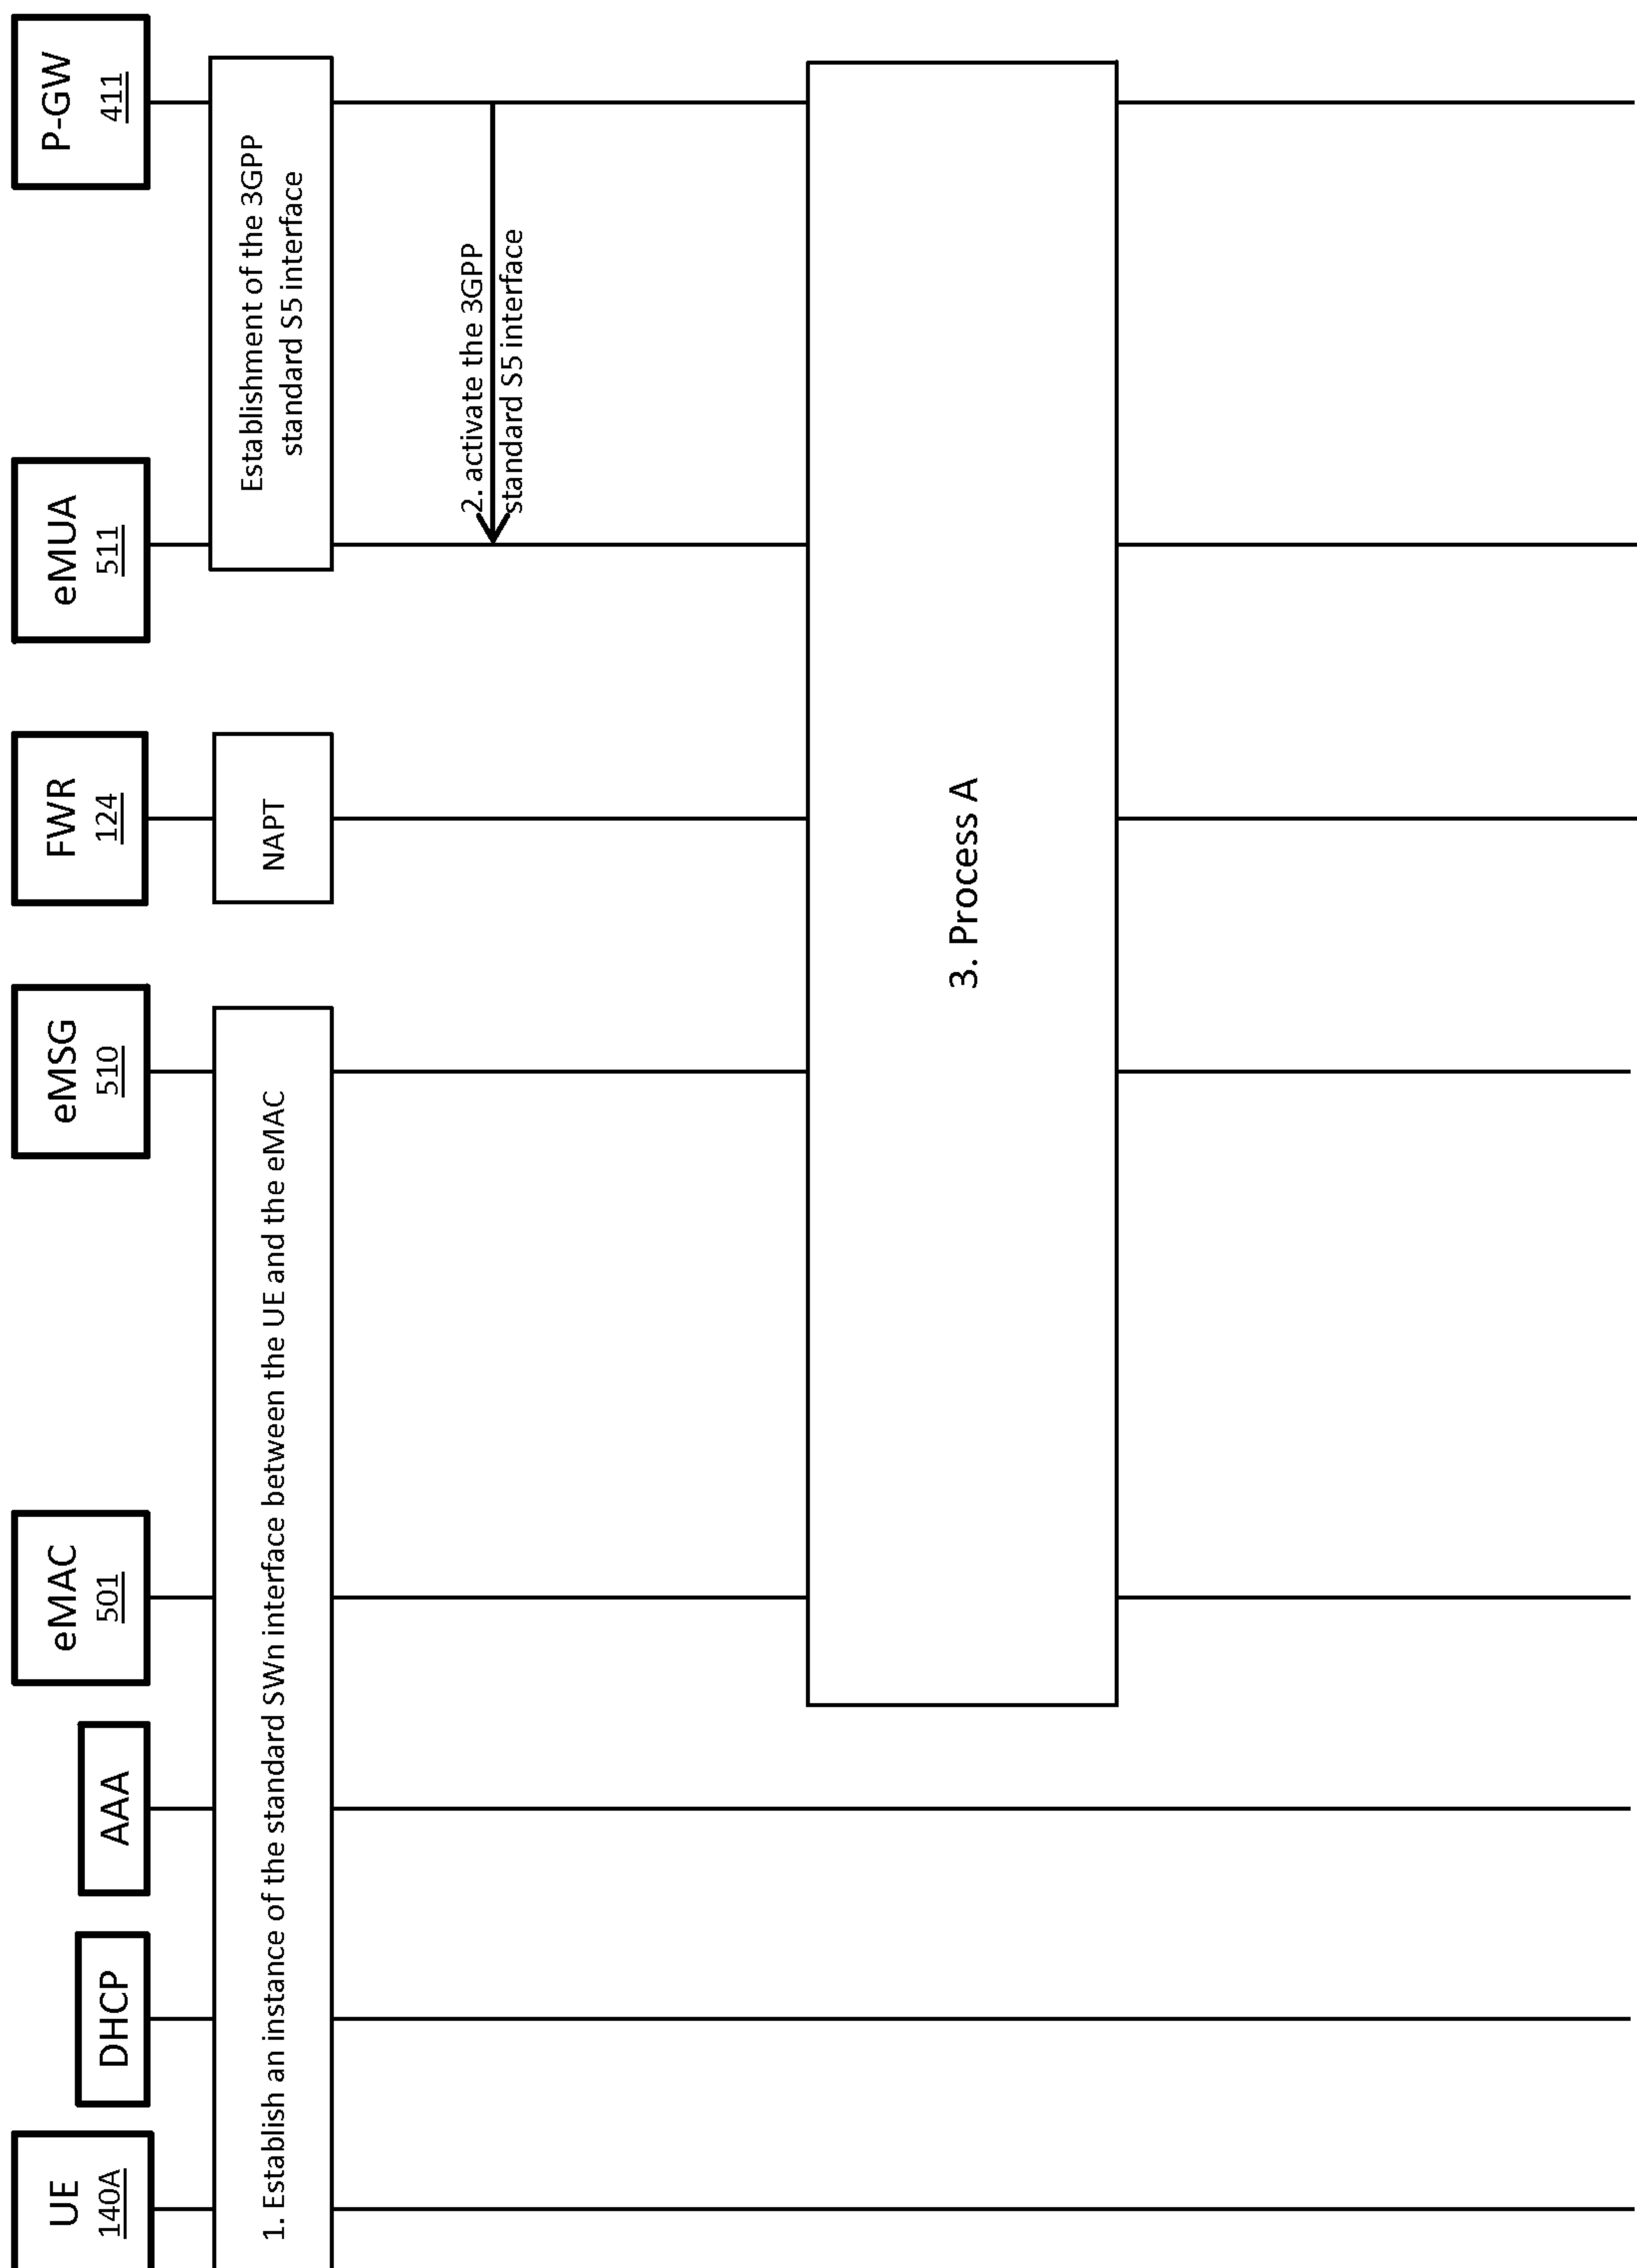 UE
140A
DHCP
AAA
eMAC
501
eMSG
510
FWR
124
eMUA
511
P-GW
411
1. Establish an instance of the standard SWn interface between the UE and the eMAC
NAPT
Establishment of the 3GPP
standard S5 interface
2. activate the 3GPP
standard S5 interface
3. Process A